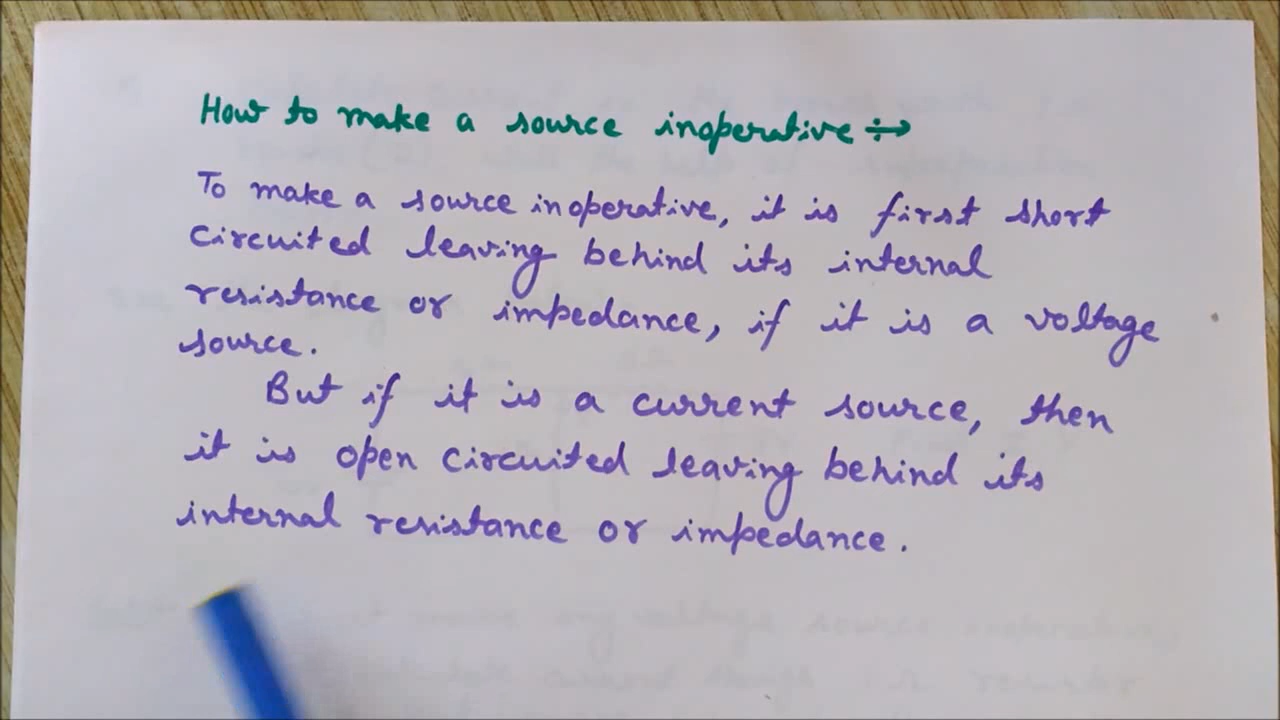 How to make a source inoperative ÷→
To make a source inoperative, it is first short
circuited leaving behind its internal
resistance or impedance, if it is a voltage
source.
But if it is a current source, then
it is open circuited leaving behind its
internal resistance or impedance.